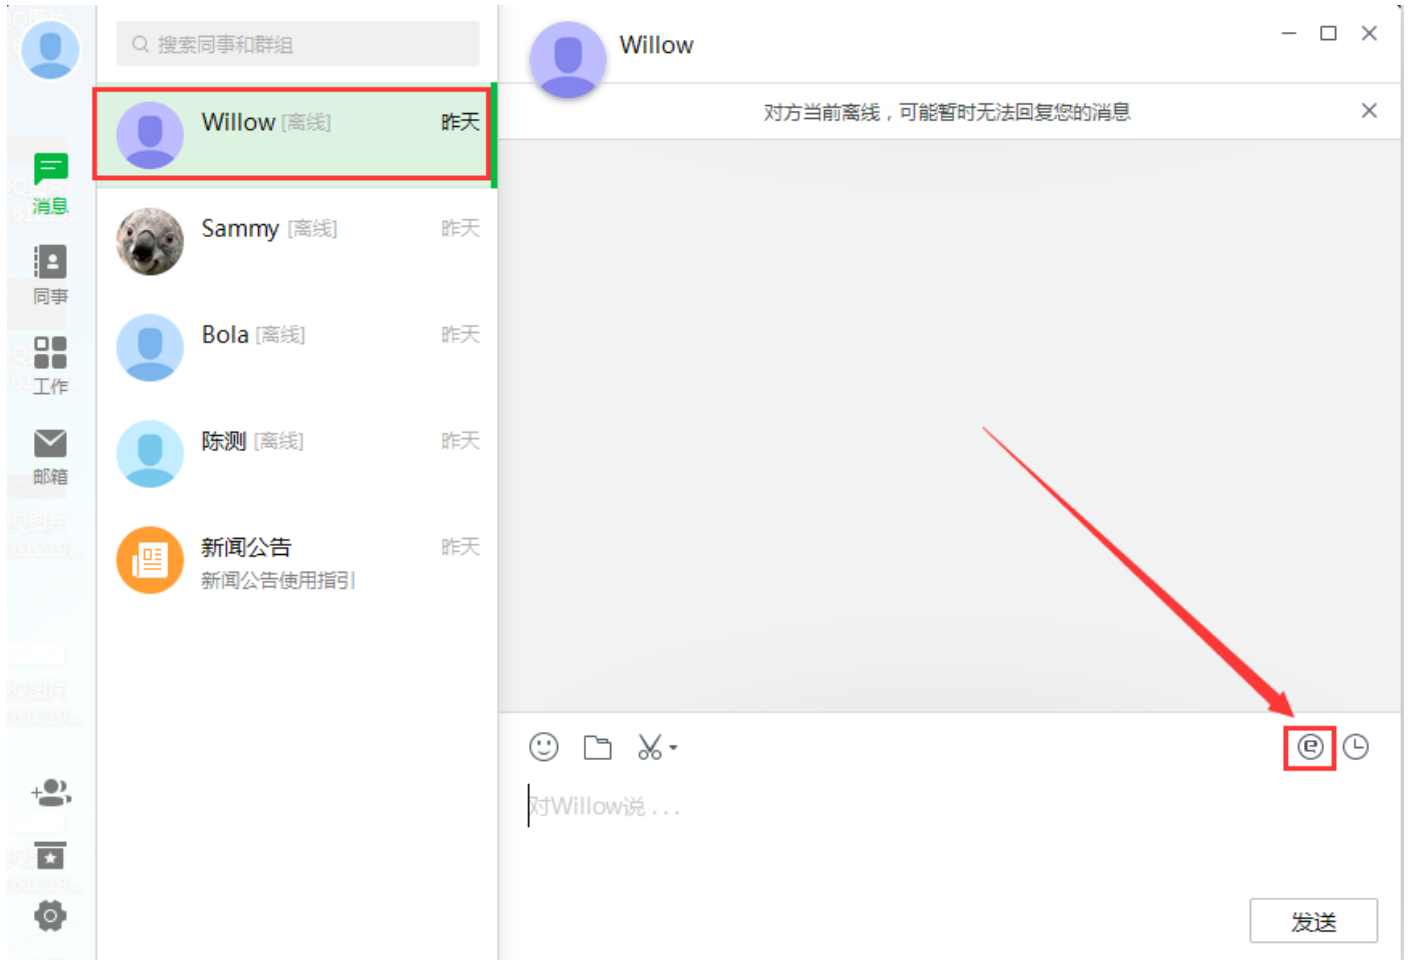 搜索同事和群组
Willow [离线] 昨天
Sammy [离线] 昨天
Bola [离线] 昨天
陈测 [离线] 昨天
新闻公告 昨天
新闻公告使用指引
消息
同事
工作
邮箱
Willow
对方当前离线，可能暂时无法回复您的消息
对Willow说 . . .
发送